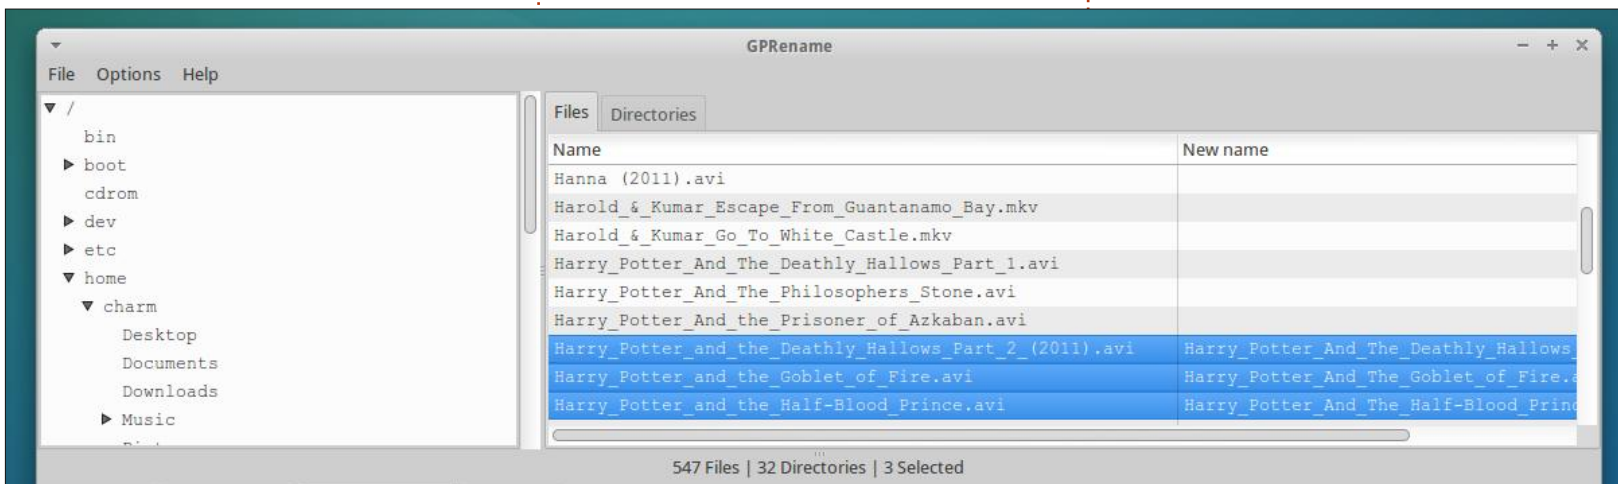 GPRename
File Options Help
/
bin
boot
cdrom
dev
etc
home
charm
Desktop
Documents
Downloads
Music
Files Directories
Name New name
Hanna (2011).avi
Harold_&_Kumar_Escape_From_Guantanamo_Bay.mkv
Harold_&_Kumar_Go_To_White_Castle.mkv
Harry_Potter_And_The_Deathly_Hallows_Part_1.avi
Harry_Potter_And_The_Philosophers_Stone.avi
Harry_Potter_And_the_Prisoner_of_Azkaban.avi
Harry_Potter_and_the_Deathly_Hallows_Part_2_(2011).avi Harry_Potter_And_The_Deathly_Hallows_
Harry_Potter_and_the_Goblet_of_Fire.avi Harry_Potter_And_The_Goblet_of_Fire.a
Harry_Potter_and_the_Half-Blood_Prince.avi Harry_Potter_And_The_Half-Blood_Princ
547 Files | 32 Directories | 3 Selected